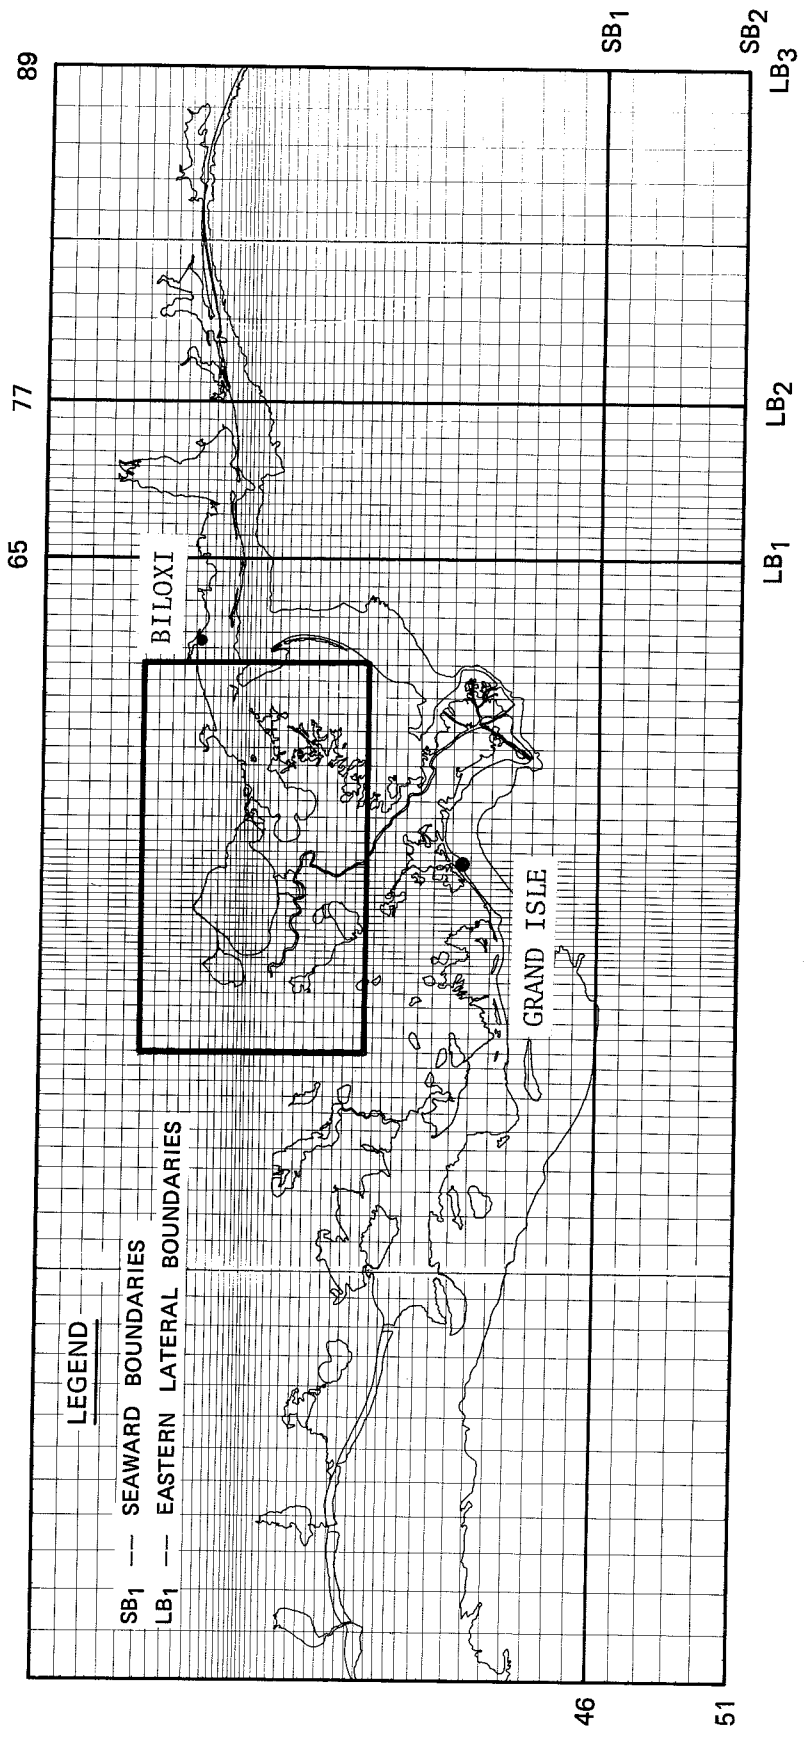 89
77
65
SB1
SB2
LB3
LB2
LB1
BILOXI
GRAND ISLE
LEGEND
SB1 -- SEAWARD BOUNDARIES
LB1 -- EASTERN LATERAL BOUNDARIES
46
51